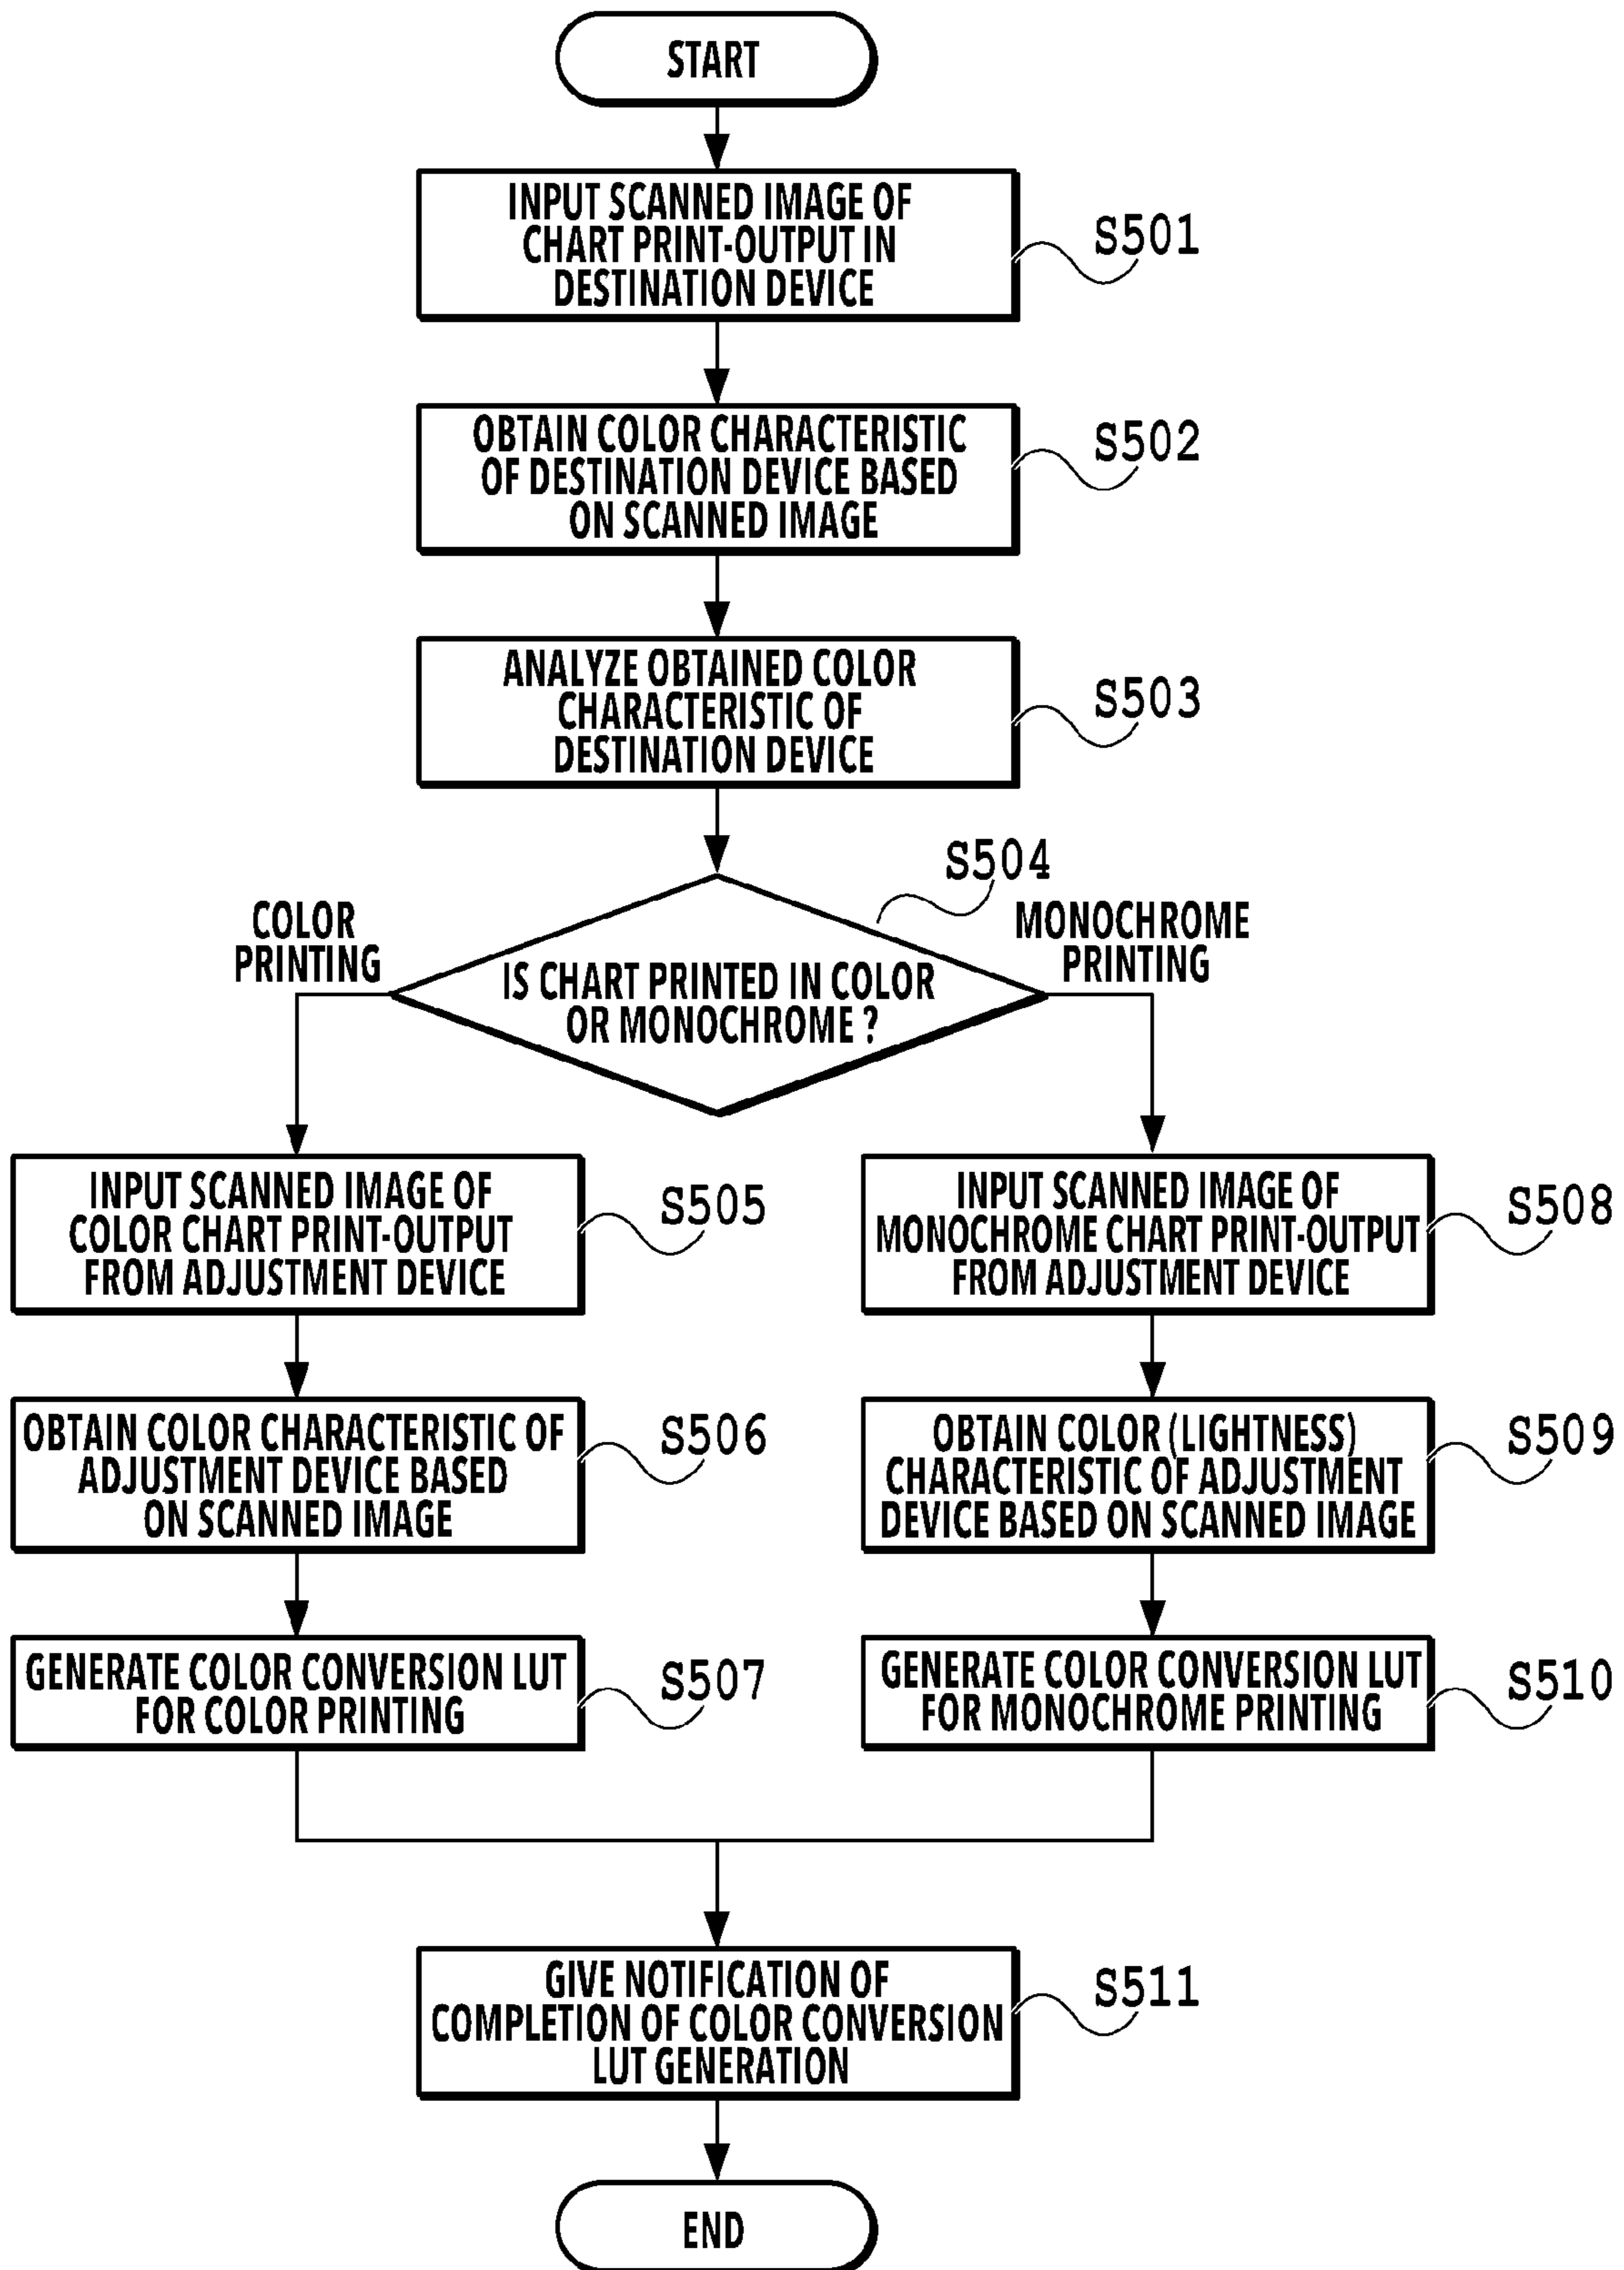 START
INPUT SCANNED IMAGE OF
CHART PRINT-OUTPUT IN
DESTINATION DEVICE
S501
OBTAIN COLOR CHARACTERISTIC
OF DESTINATION DEVICE BASED
ON SCANNED IMAGE
S502
ANALYZE OBTAINED COLOR
CHARACTERISTIC OF
DESTINATION DEVICE
S503
S504
COLOR
PRINTING
MONOCHROME
PRINTING
IS CHART PRINTED IN COLOR
OR MONOCHROME ?
INPUT SCANNED IMAGE OF
COLOR CHART PRINT-OUTPUT
FROM ADJUSTMENT DEVICE
S505
OBTAIN COLOR CHARACTERISTIC OF
ADJUSTMENT DEVICE BASED
ON SCANNED IMAGE
S506
GENERATE COLOR CONVERSION LUT
FOR COLOR PRINTING
S507
INPUT SCANNED IMAGE OF
MONOCHROME CHART PRINT-OUTPUT
FROM ADJUSTMENT DEVICE
S508
OBTAIN COLOR (LIGHTNESS)
CHARACTERISTIC OF ADJUSTMENT
DEVICE BASED ON SCANNED IMAGE
S509
GENERATE COLOR CONVERSION LUT
FOR MONOCHROME PRINTING
S510
GIVE NOTIFICATION OF
COMPLETION OF COLOR CONVERSION
LUT GENERATION
S511
END